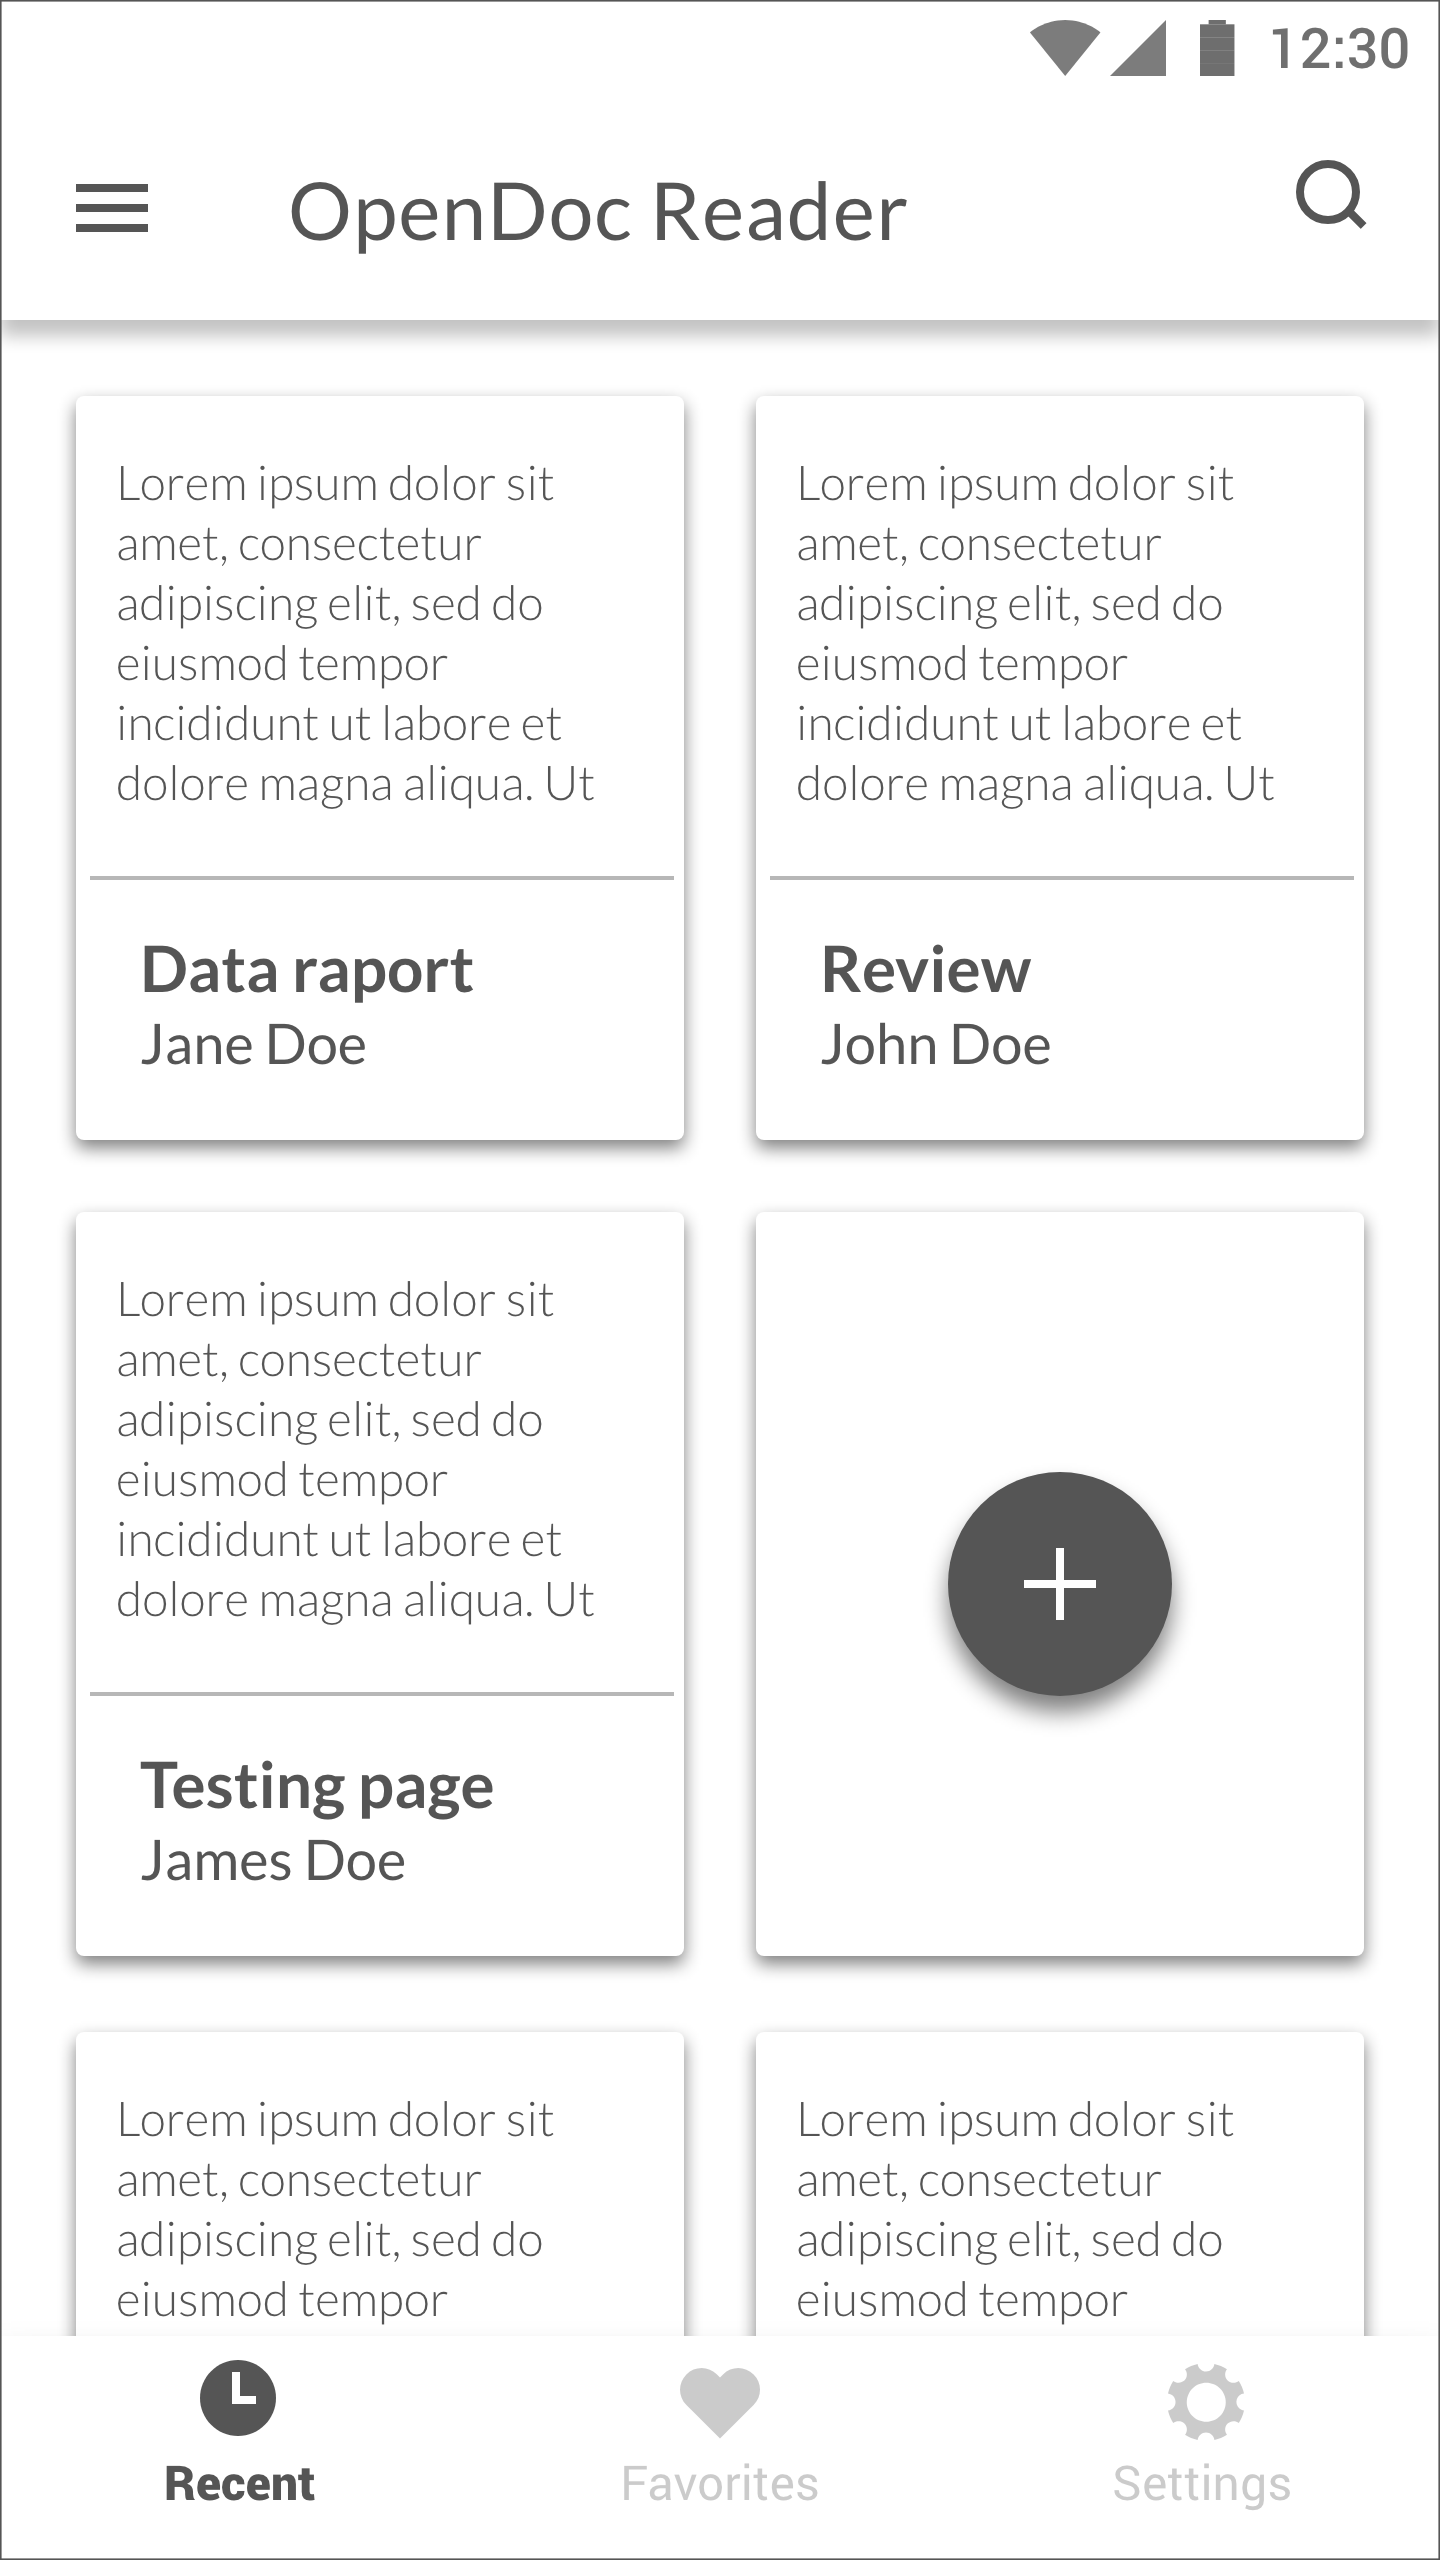 12:30
OpenDoc Reader
Lorem ipsum dolor sit
amet, consectetur
adipiscing elit, sed do
eiusmod tempor
incididunt ut labore et
dolore magna aliqua. Ut
Data raport
Jane Doe
Lorem ipsum dolor sit
amet, consectetur
adipiscing elit, sed do
eiusmod tempor
incididunt ut labore et
dolore magna aliqua. Ut
Review
John Doe
Lorem ipsum dolor sit
amet, consectetur
adipiscing elit, sed do
eiusmod tempor
incididunt ut labore et
dolore magna aliqua. Ut
Testing page
James Doe
Lorem ipsum dolor sit
amet, consectetur
adipiscing elit, sed do
eiusmod tempor
Lorem ipsum dolor sit
amet, consectetur
adipiscing elit, sed do
eiusmod tempor
Recent
Favorites
Settings